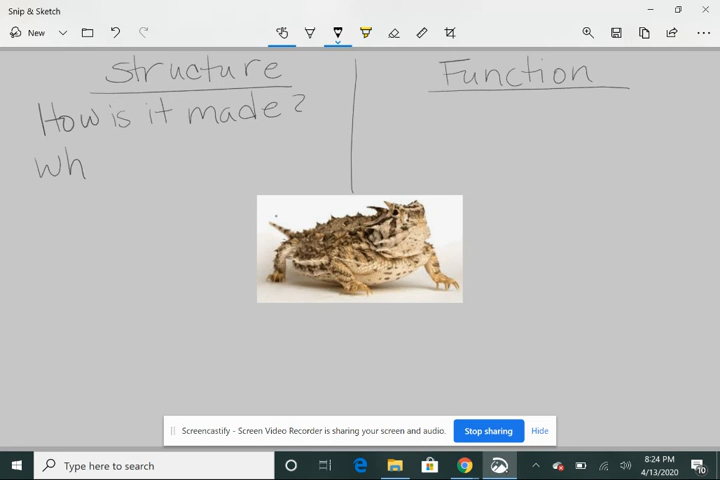 Snip & Sketch
New
Structure
Function
How is it made?
Wh
Screencastify - Screen Video Recorder is sharing your screen and audio.
Stop sharing
Hide
Type here to search
8:24 PM
4/13/2020
10